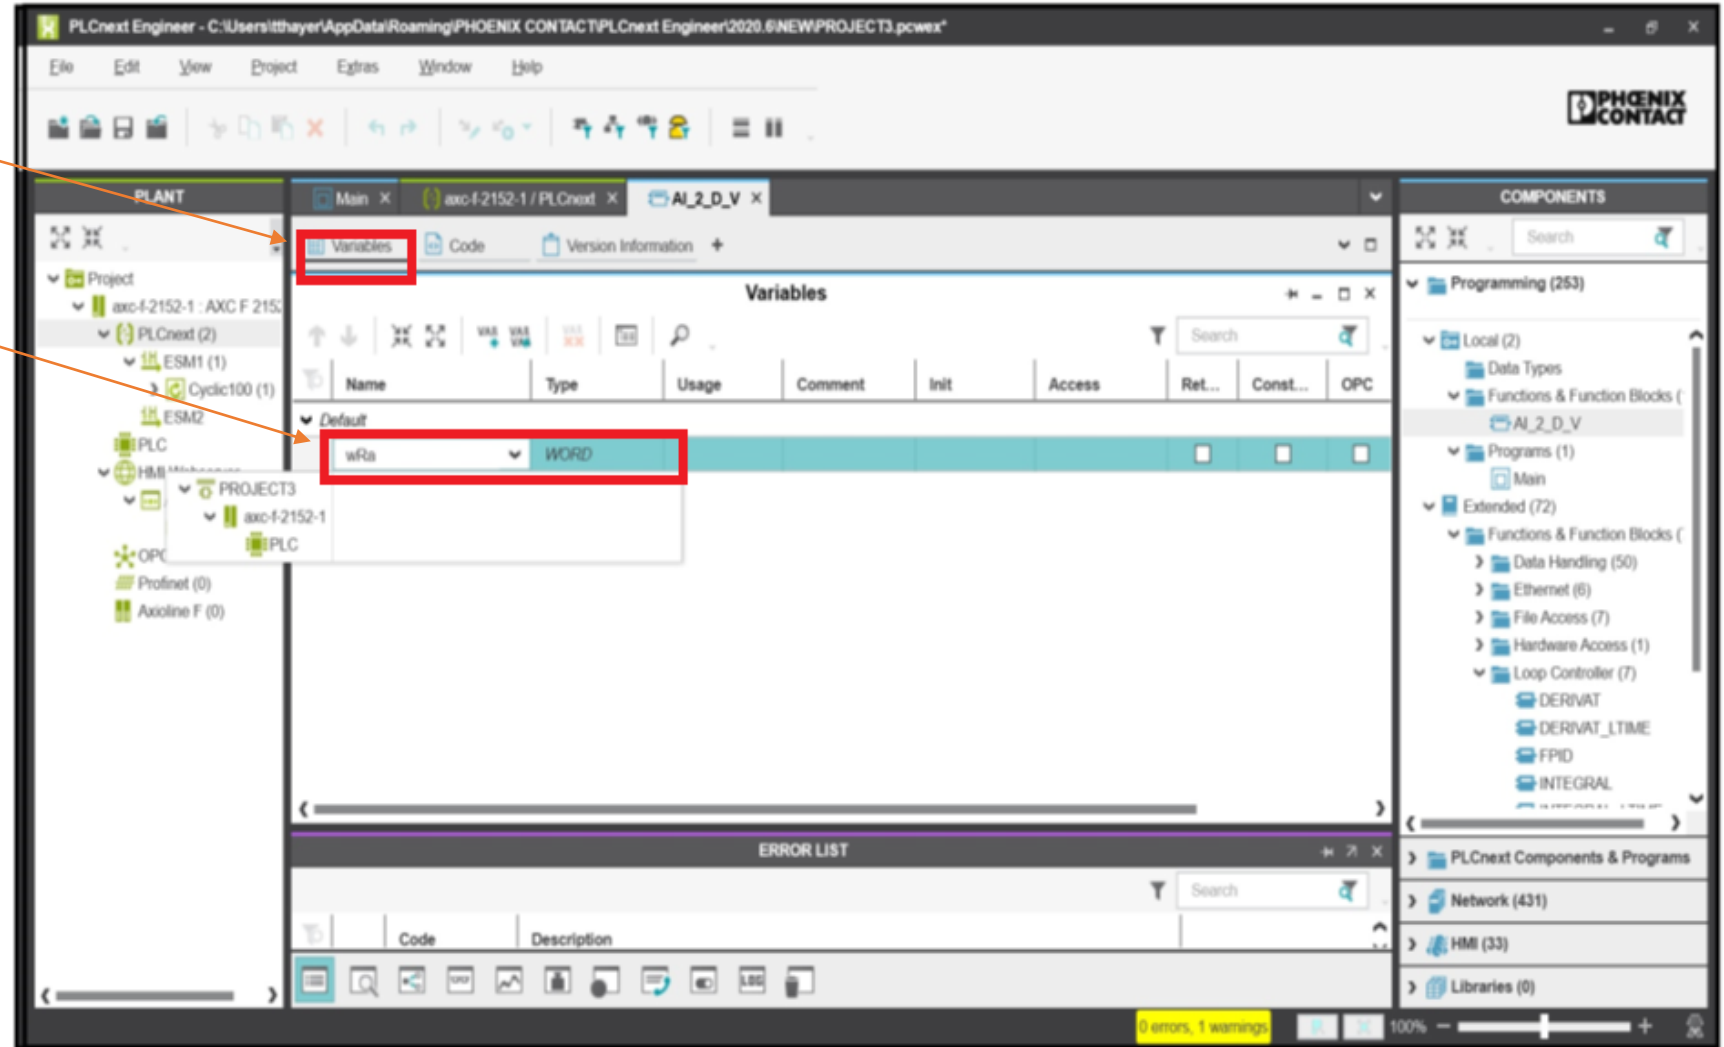 PLCnext Engineer - C:\Users\tthayer\AppData\Roaming\PHOENIX CONTACT\PLCnext Engineer\2020.6\NEW\PROJECT3.pcwex*
File Edit View Project Extras Window Help
PHOENIX
CONTACT
PLANT
Project
axc-f-2152-1 : AXC F 2152
PLCnext (2)
ESM1 (1)
Cyclic100 (1)
ESM2
PLC
HMI Webserver
PROJECT3
axc-f-2152-1
PLC
OPC
Profinet (0)
Axioline F (0)
Main axc-f-2152-1 / PLCnext AI_2_D_V
Variables Code Version Information
Variables
Search
Name Type Usage Comment Init Access Ret... Const... OPC
Default
wRa WORD
ERROR LIST
Search
Code Description
LOG
COMPONENTS
Search
Programming (253)
Local (2)
Data Types
Functions & Function Blocks (
AI_2_D_V
Programs (1)
Main
Extended (72)
Functions & Function Blocks (
Data Handling (50)
Ethernet (6)
File Access (7)
Hardware Access (1)
Loop Controller (7)
DERIVAT
DERIVAT_LTIME
FPID
INTEGRAL
INTEGRAL_LTIME
PLCnext Components & Programs
Network (431)
HMI (33)
Libraries (0)
0 errors, 1 warnings 100%